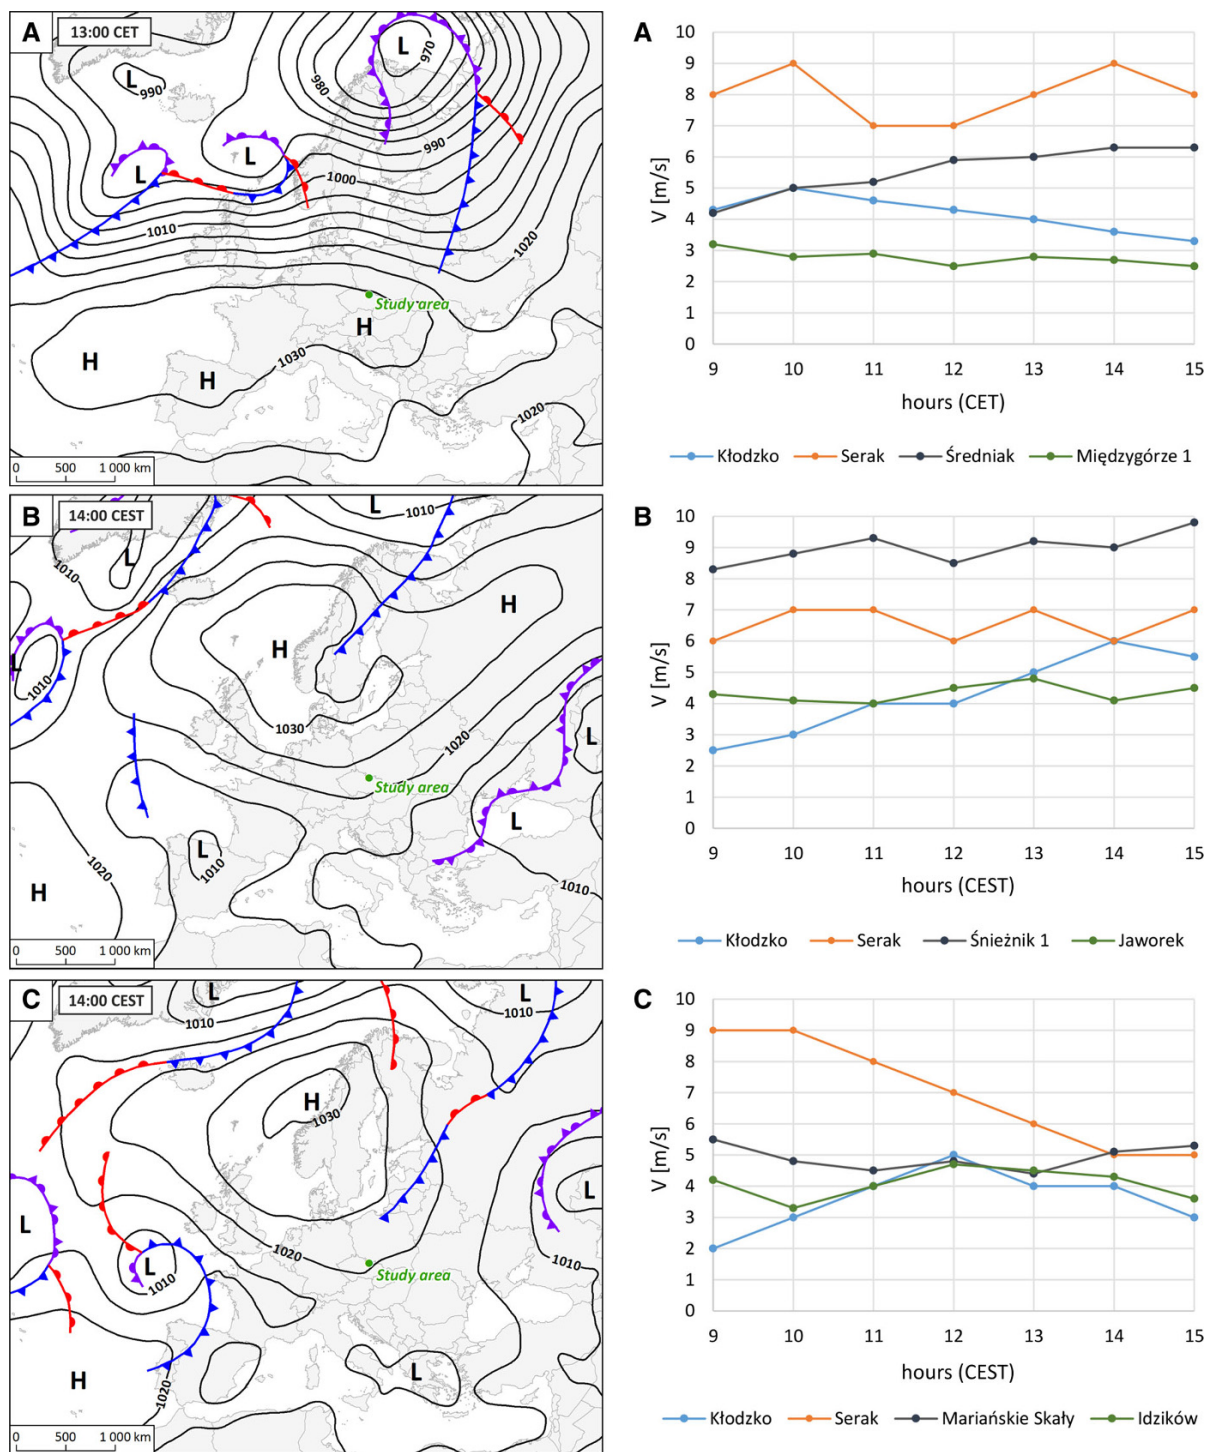 A
13:00 CET
L
970
L
990
980
990
L
L
1000
1010
1020
Study area
H
H
H
1030
1020
0 500 1 000 km
A
V [m/s]
10
9
8
7
6
5
4
3
2
1
0
9 10 11 12 13 14 15
hours (CET)
Kłodzko Serak Średniak Międzygórze 1
B
14:00 CEST
L
1010
L
1010
H
H
L
1010
1030
1020
L
Study area
L
L
1010
1020
H
1010
0 500 1 000 km
B
V [m/s]
10
9
8
7
6
5
4
3
2
1
0
9 10 11 12 13 14 15
hours (CEST)
Kłodzko Serak Śnieżnik 1 Jaworek
C
14:00 CEST
L
1010
L
1010
H
1030
L
L
1020
L
1010
1010
Study area
H
1020
L
0 500 1 000 km
C
V [m/s]
10
9
8
7
6
5
4
3
2
1
0
9 10 11 12 13 14 15
hours (CEST)
Kłodzko Serak Mariańskie Skały Idzików